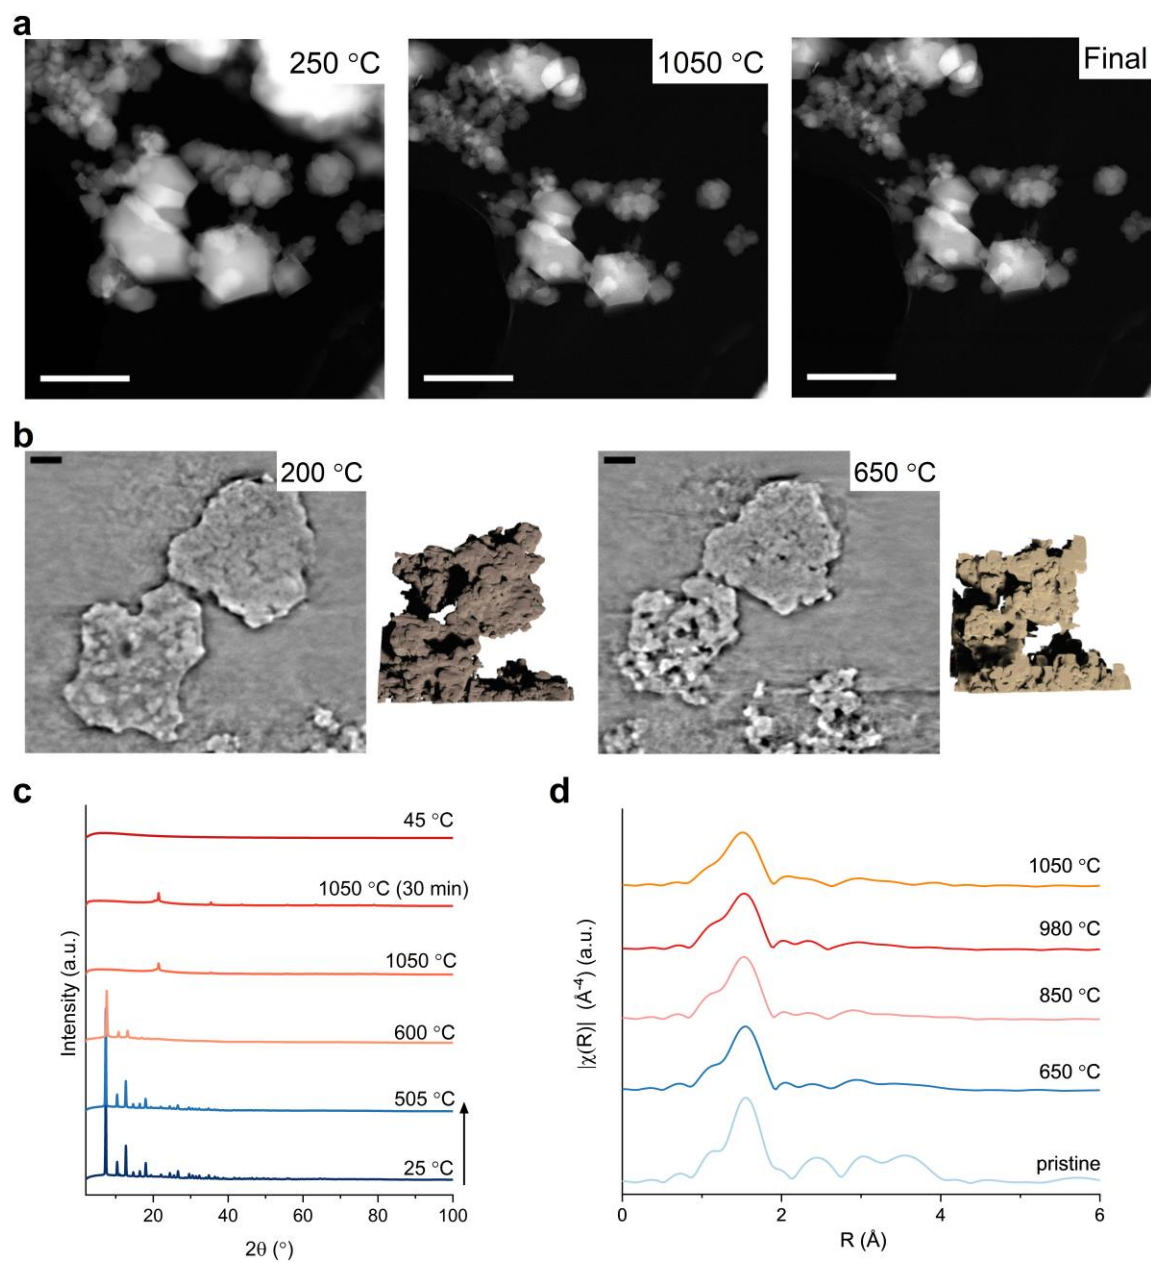 a
250 °C
1050 °C
Final
b
200 °C
650 °C
c
d
45 °C
1050 °C (30 min)
1050 °C
600 °C
505 °C
25 °C
Intensity (a.u.)
20 40 60 80 100
2θ (°)
1050 °C
980 °C
850 °C
650 °C
pristine
|χ(R)| (Å⁻⁴) (a.u.)
0 2 4 6
R (Å)